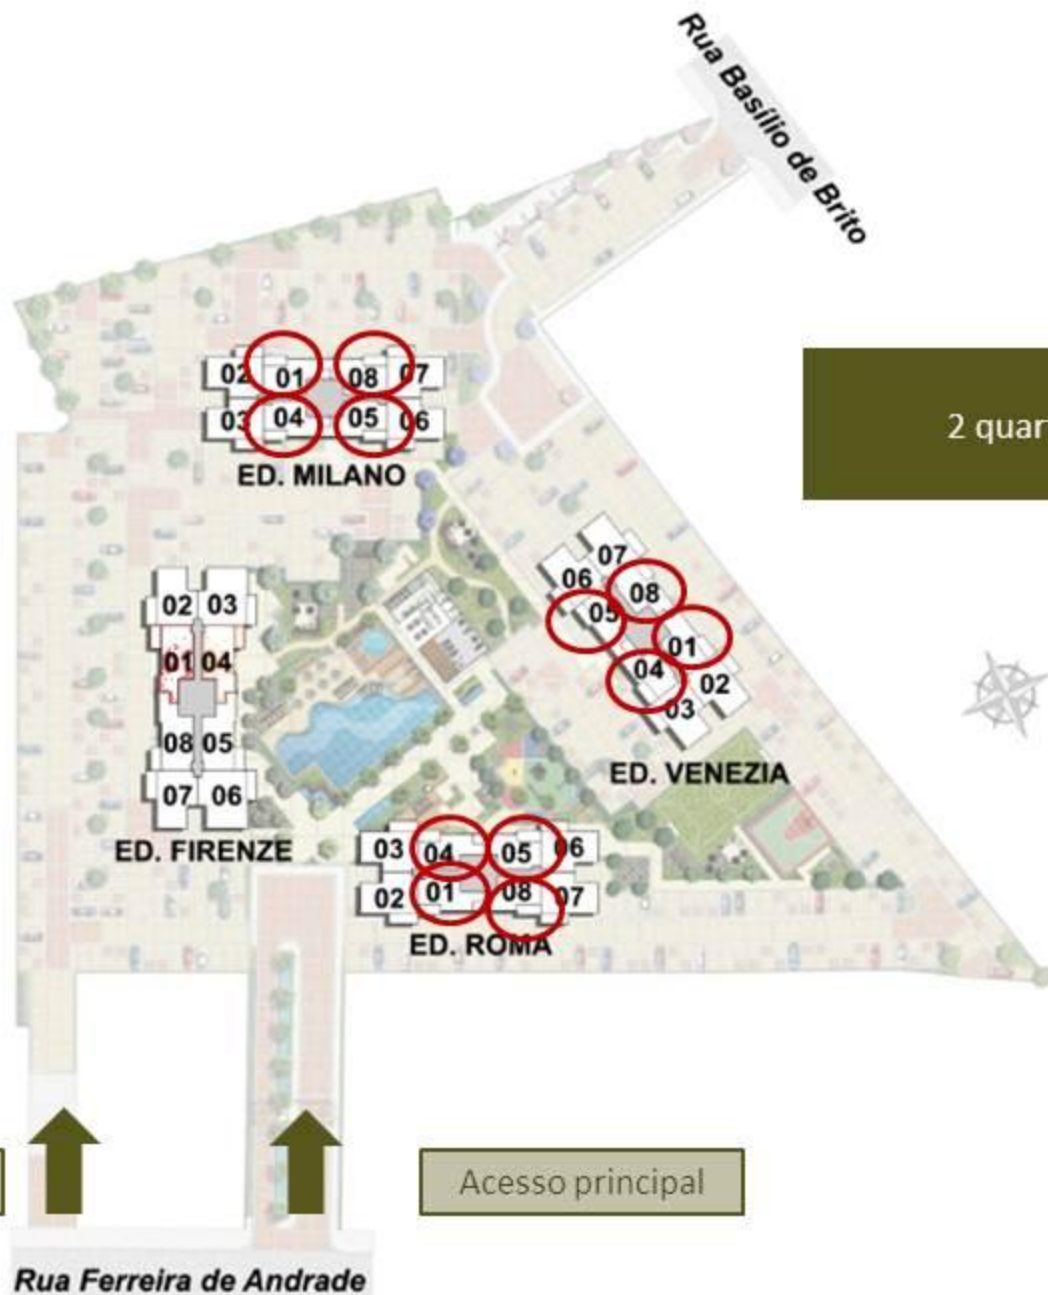 Rua Basílio de Brito
02 01 08 07
03 04 05 06
ED. MILANO
2 quar
07
06 08
05 01
04 02
03
ED. VENEZIA
02 03
01 04
08 05
07 06
ED. FIRENZE
03 04 05 06
02 01 08 07
ED. ROMA
Acesso principal
Rua Ferreira de Andrade